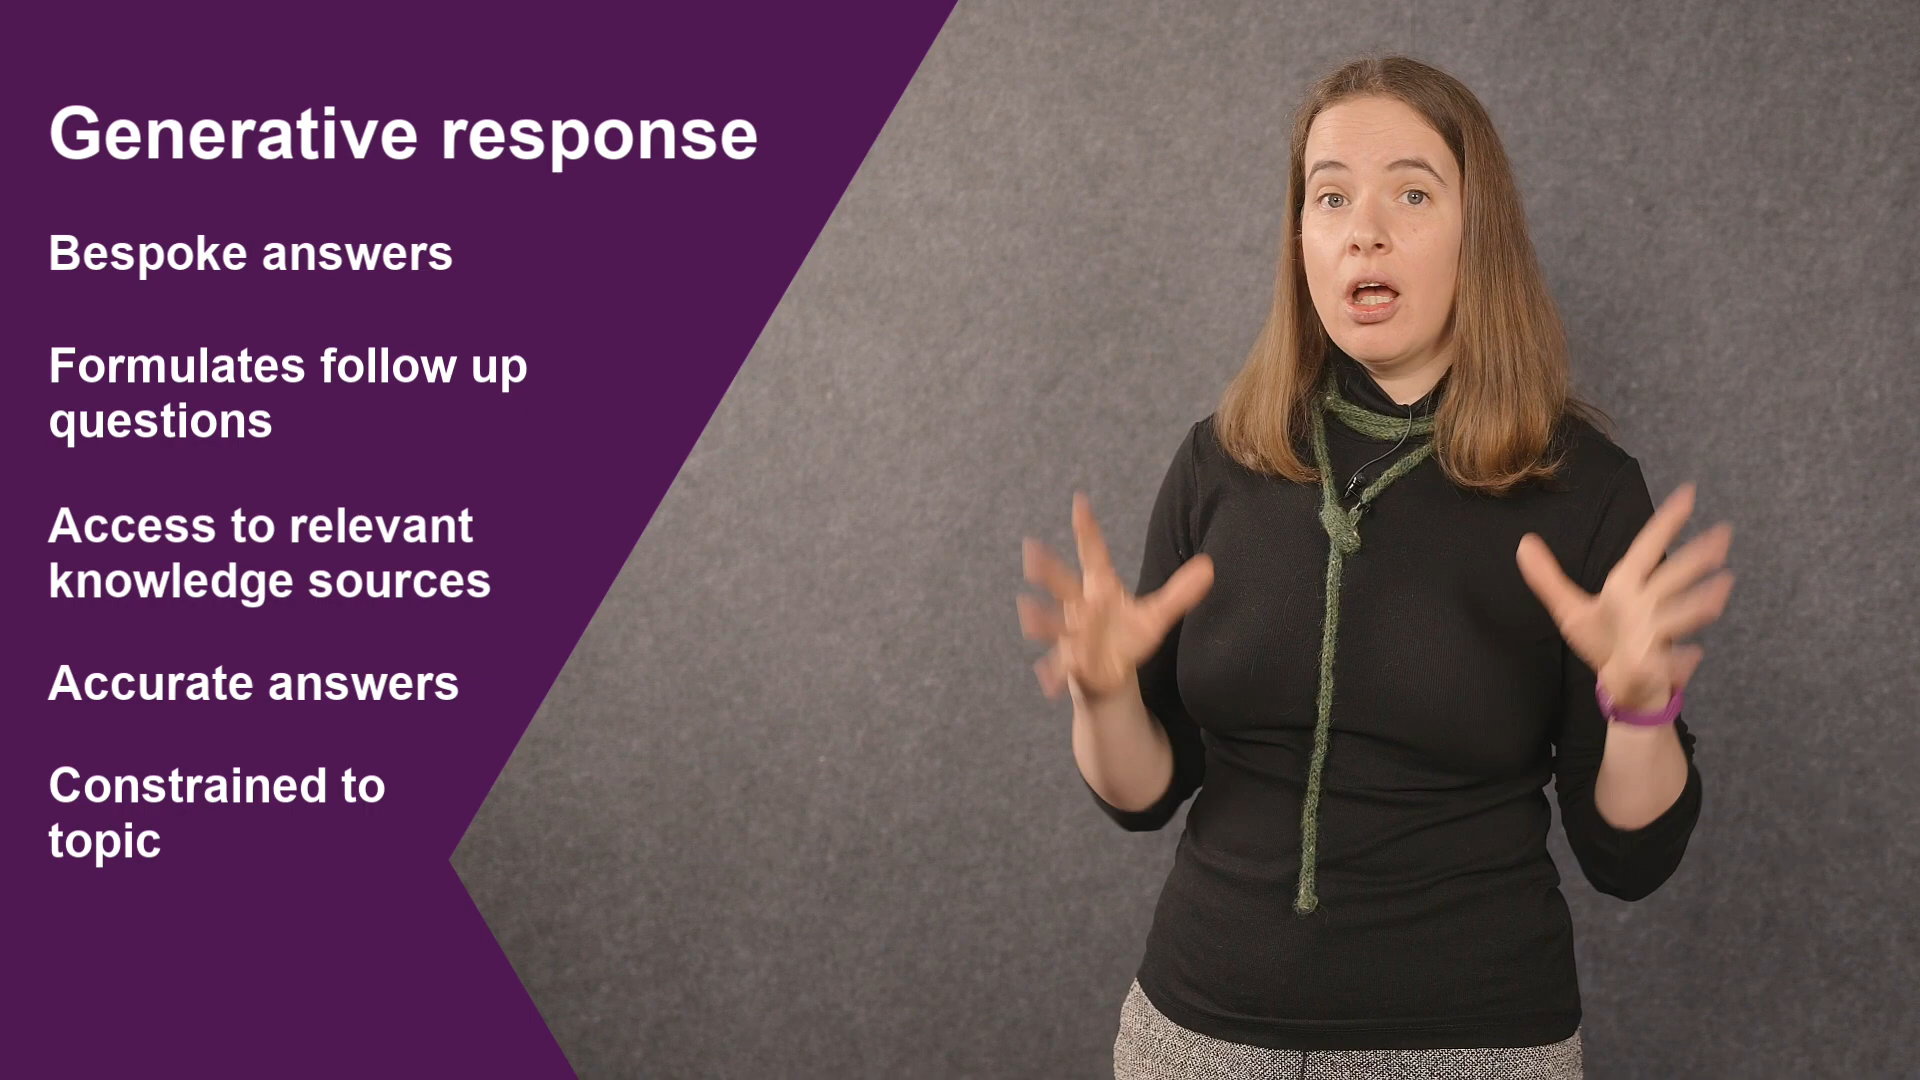 Generative response
Bespoke answers
Formulates follow up
questions
Access to relevant
knowledge sources
Accurate answers
Constrained to
topic